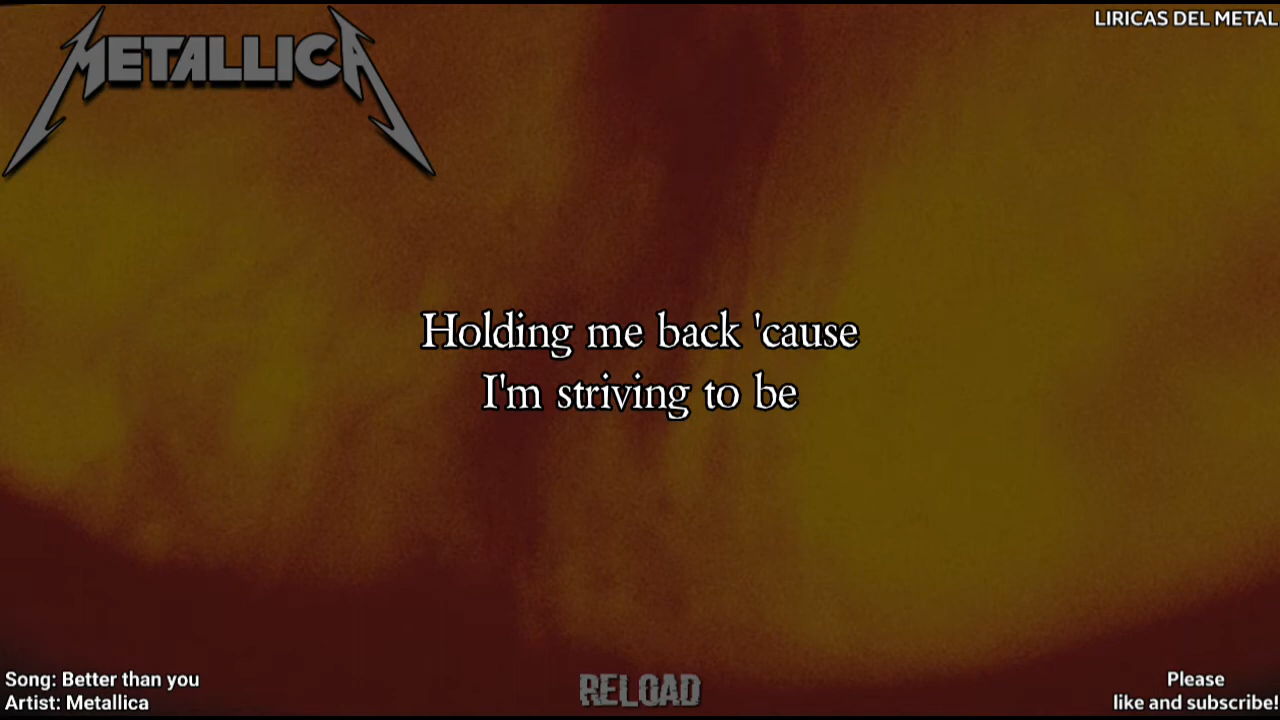 METALLICA
LIRICAS DEL METAL
Holding me back 'cause
I'm striving to be
Song: Better than you
Artist: Metallica
RELOAD
Please
like and subscribe!